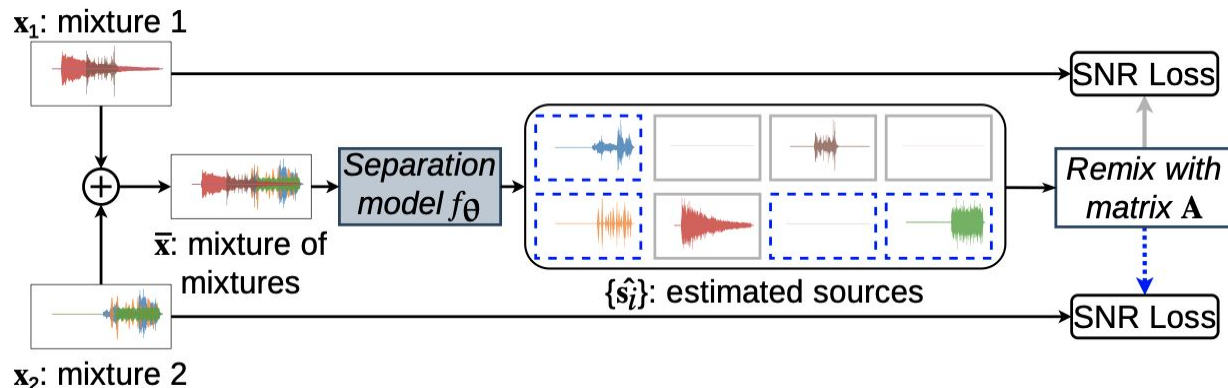 x₁: mixture 1
SNR Loss
Separation
model fθ
Remix with
matrix A
+
x̄: mixture of
mixtures
{ŝᵢ}: estimated sources
SNR Loss
x₂: mixture 2